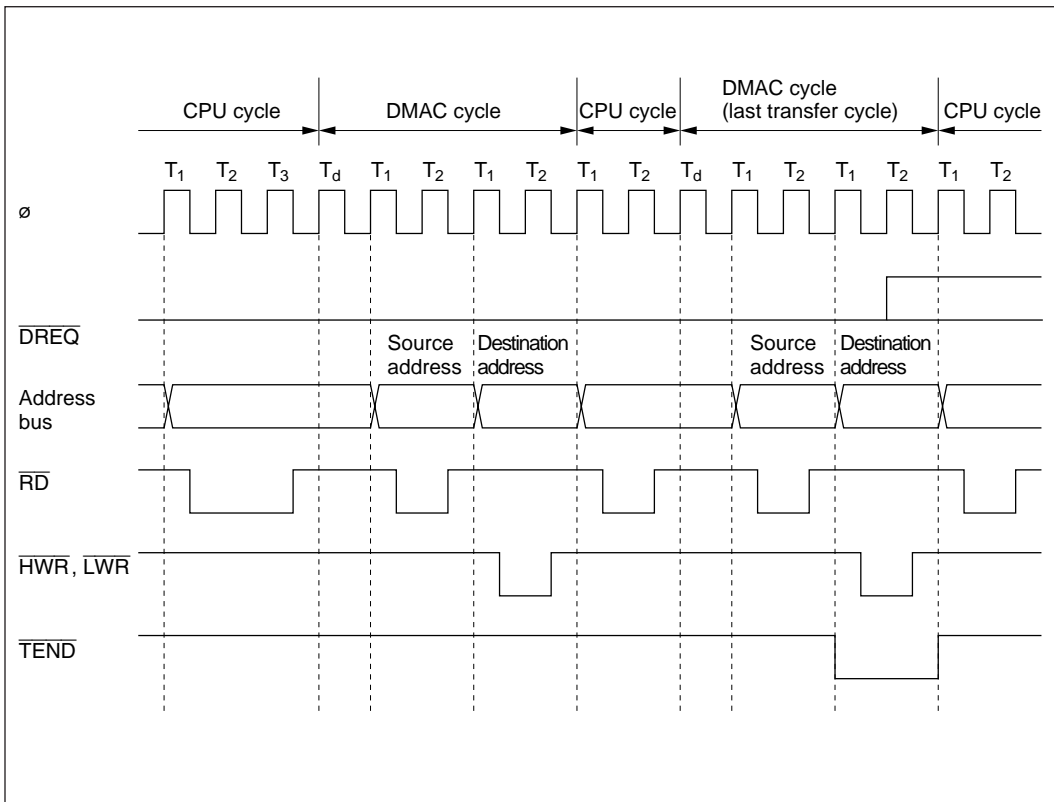 DMAC cycle
(last transfer cycle)
CPU cycle DMAC cycle CPU cycle CPU cycle
T1 T2 T3 Td T1 T2 T1 T2 T1 T2 Td T1 T2 T1 T2 T1 T2
ø
DREQ
Source address
Destination address
Source address
Destination address
Address
bus
RD
HWR, LWR
TEND